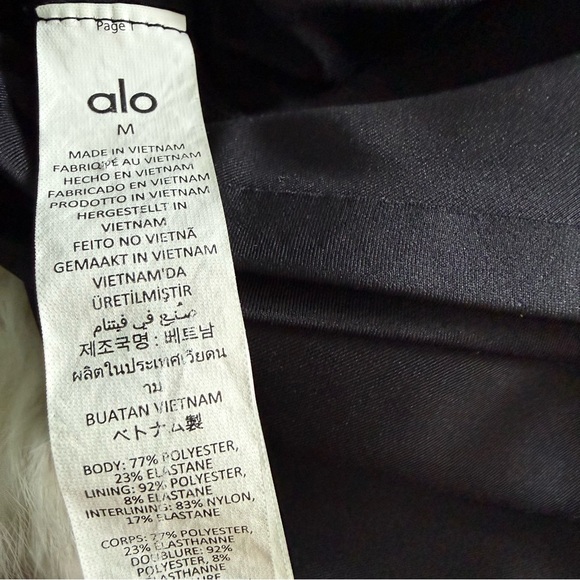 Page 1
alo
M
MADE IN VIETNAM
FABRIQUÉ AU VIETNAM
HECHO EN VIETNAM
FABRICADO EN VIETNAM
PRODOTTO IN VIETNAM
HERGESTELLT IN
VIETNAM
FEITO NO VIETNÃ
GEMAAKT IN VIETNAM
VIETNAM'DA
ÜRETİLMİŞTİR
صُنع في فيتنام
제조국명 : 베트남
ผลิตในประเทศเวียดน
าม
BUATAN VIETNAM
ベトナム製
BODY: 77% POLYESTER,
23% ELASTANE
LINING: 92% POLYESTER,
8% ELASTANE
INTERLINING: 83% NYLON,
17% ELASTANE
CORPS: 77% POLYESTER,
23% ELASTHANNE
DOUBLURE: 92%
POLYESTER, 8%